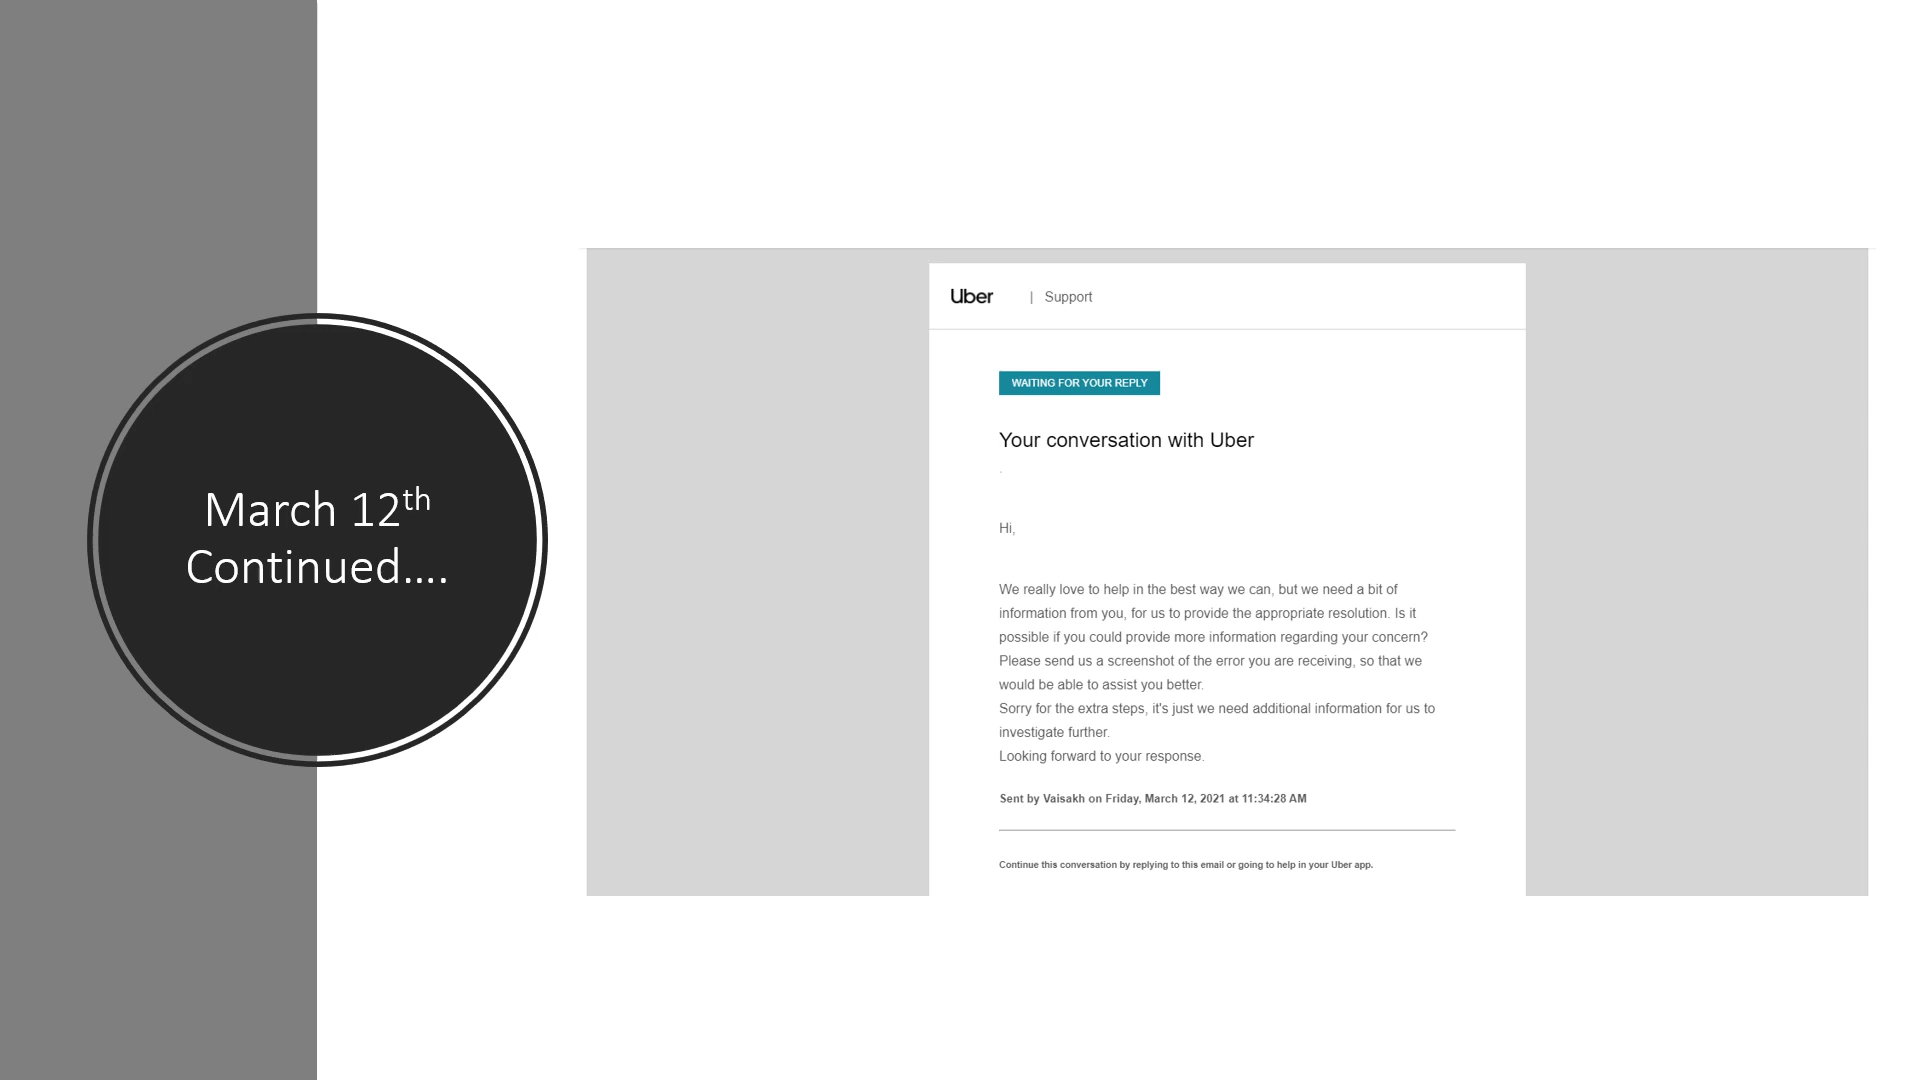 March 12th
Continued....
Uber | Support
WAITING FOR YOUR REPLY
Your conversation with Uber
.
Hi,
We really love to help in the best way we can, but we need a bit of
information from you, for us to provide the appropriate resolution. Is it
possible if you could provide more information regarding your concern?
Please send us a screenshot of the error you are receiving, so that we
would be able to assist you better.
Sorry for the extra steps, it's just we need additional information for us to
investigate further.
Looking forward to your response.
Sent by Vaisakh on Friday, March 12, 2021 at 11:34:28 AM
Continue this conversation by replying to this email or going to help in your Uber app.